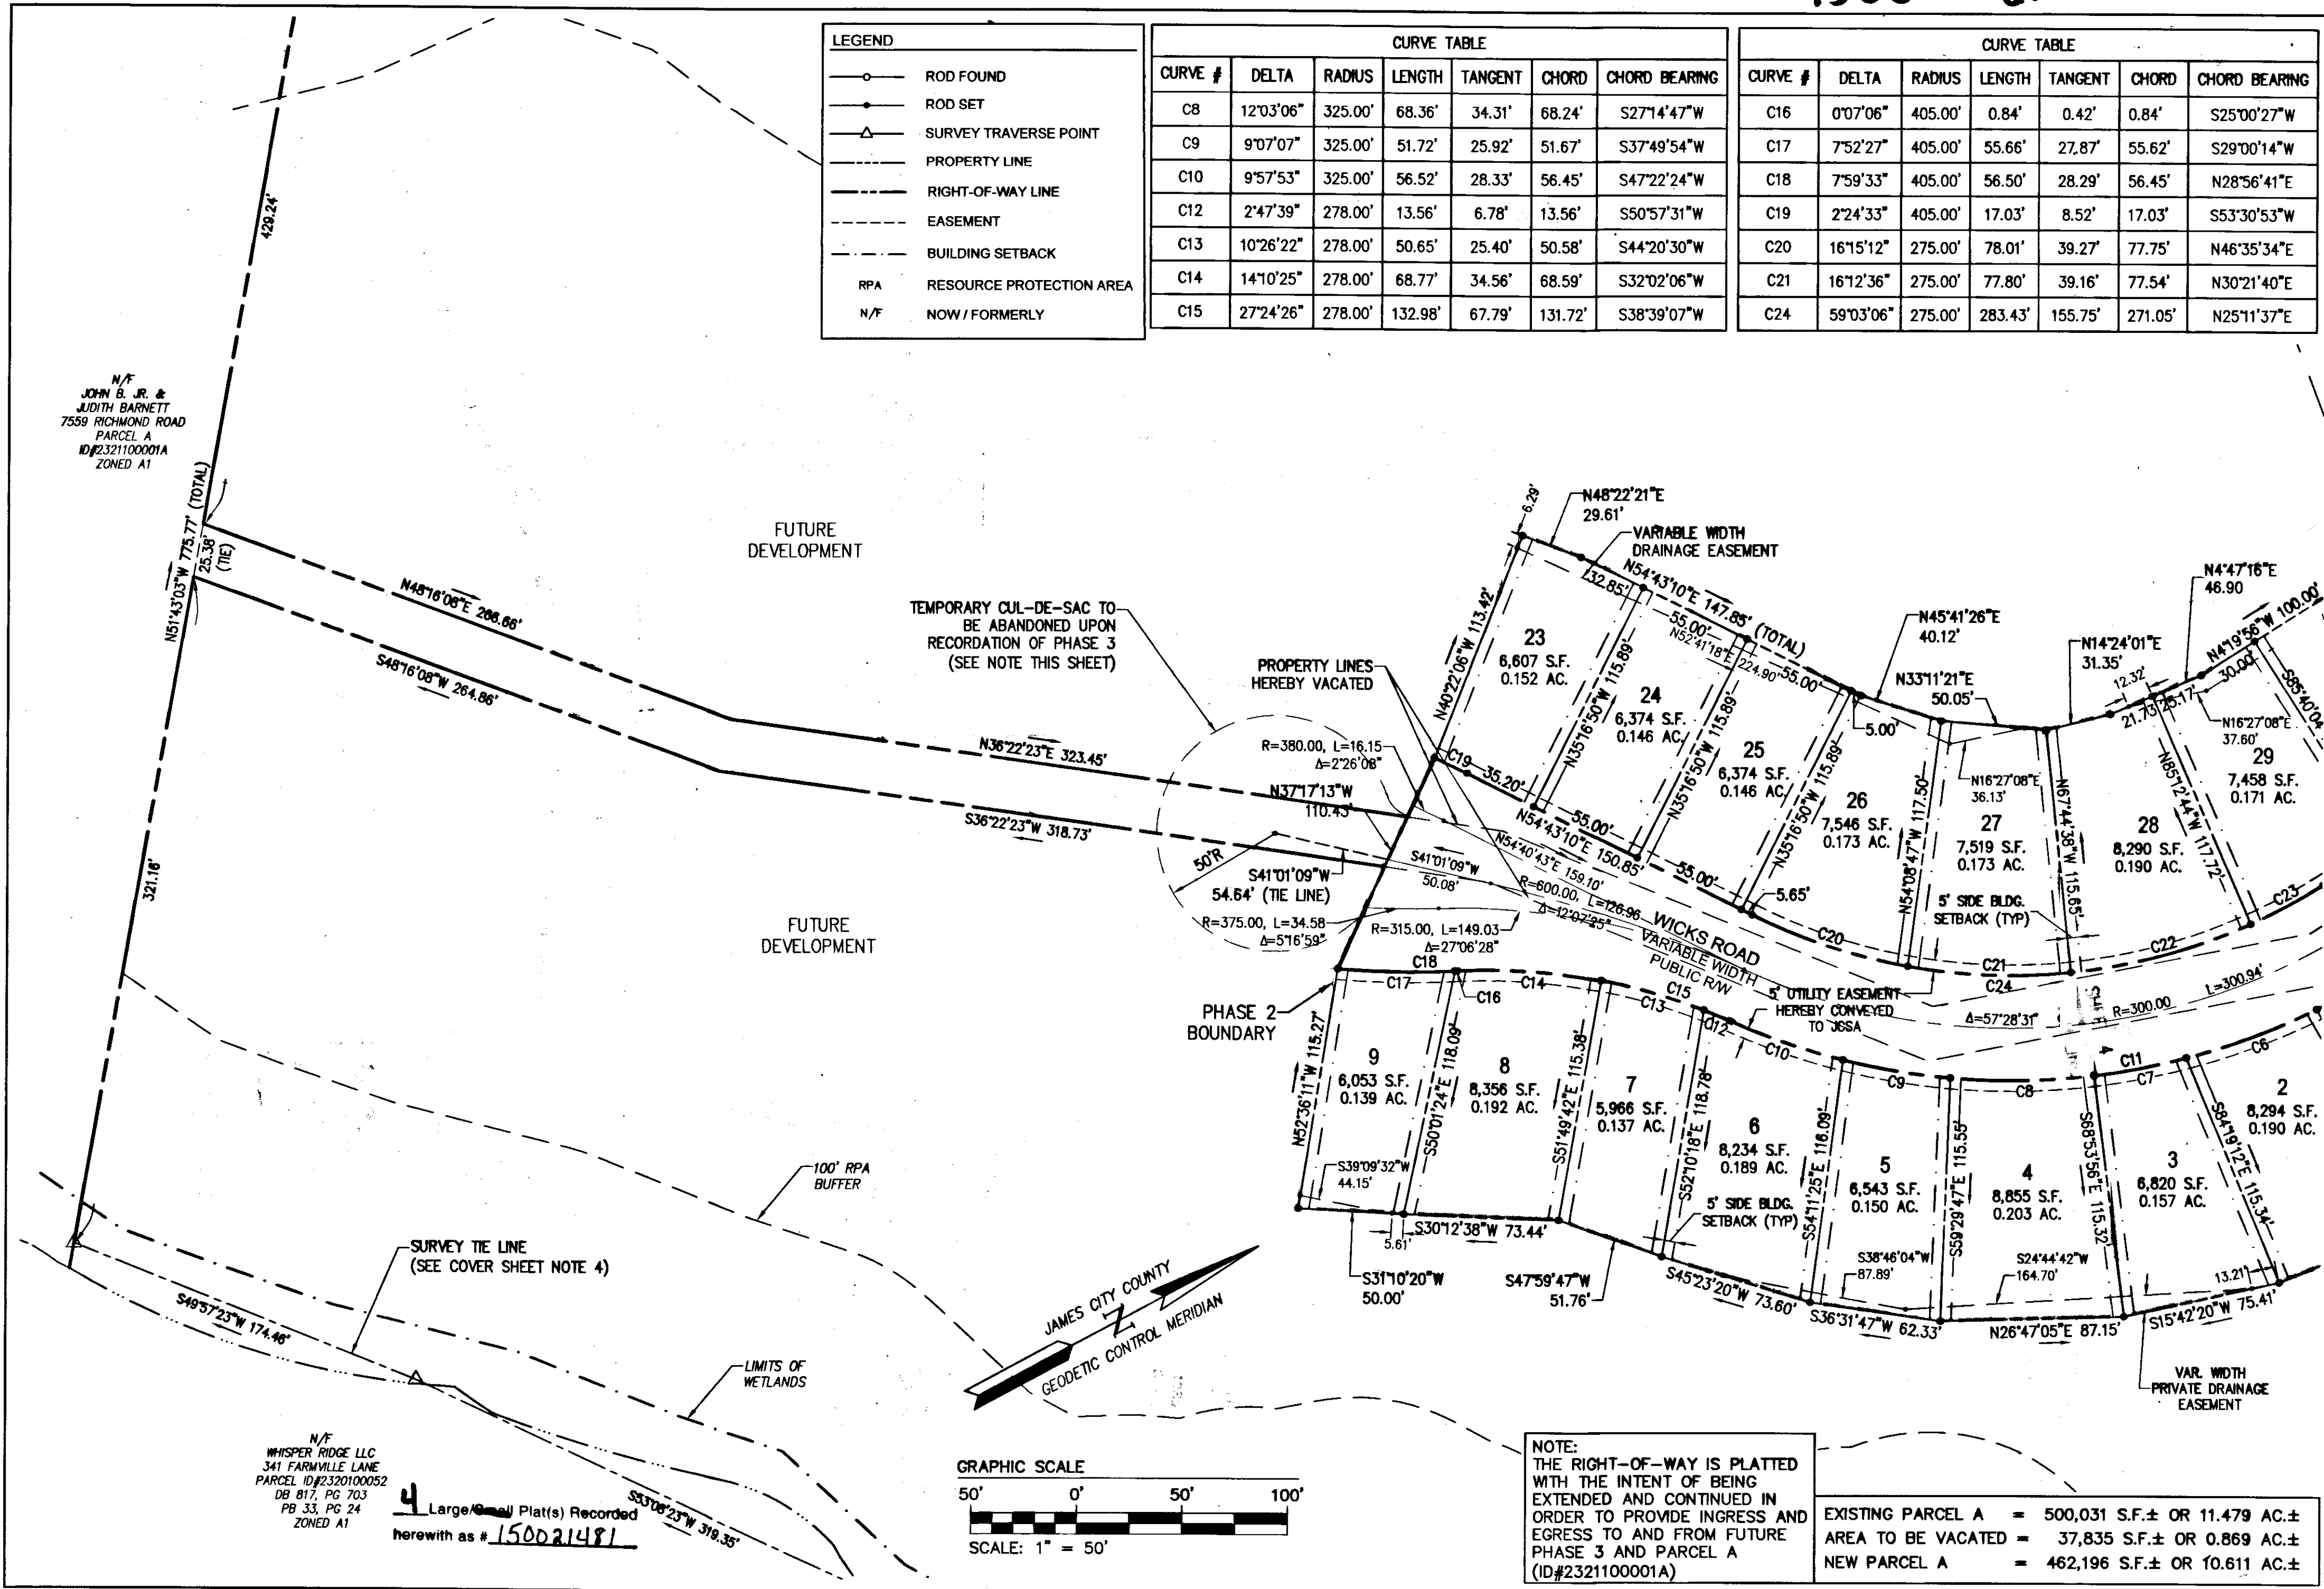 LEGEND
ROD FOUND
ROD SET
SURVEY TRAVERSE POINT
PROPERTY LINE
RIGHT-OF-WAY LINE
EASEMENT
BUILDING SETBACK
RPA RESOURCE PROTECTION AREA
N/F NOW / FORMERLY
CURVE TABLE
CURVE # DELTA RADIUS LENGTH TANGENT CHORD CHORD BEARING
C8 12°03'06" 325.00' 68.36' 34.31' 68.24' S27°14'47"W
C9 9°07'07" 325.00' 51.72' 25.92' 51.67' S37°49'54"W
C10 9°57'53" 325.00' 56.52' 28.33' 56.45' S47°22'24"W
C12 2°47'39" 278.00' 13.56' 6.78' 13.56' S50°57'31"W
C13 10°26'22" 278.00' 50.65' 25.40' 50.58' S44°20'30"W
C14 14°10'25" 278.00' 68.77' 34.56' 68.59' S32°02'06"W
C15 27°24'26" 278.00' 132.98' 67.79' 131.72' S38°39'07"W
CURVE TABLE
CURVE # DELTA RADIUS LENGTH TANGENT CHORD CHORD BEARING
C16 0°07'06" 405.00' 0.84' 0.42' 0.84' S25°00'27"W
C17 7°52'27" 405.00' 55.66' 27.87' 55.62' S29°00'14"W
C18 7°59'33" 405.00' 56.50' 28.29' 56.45' N28°56'41"E
C19 2°24'33" 405.00' 17.03' 8.52' 17.03' S53°30'53"W
C20 16°15'12" 275.00' 78.01' 39.27' 77.75' N46°35'34"E
C21 16°12'36" 275.00' 77.80' 39.16' 77.54' N30°21'40"E
C24 59°03'06" 275.00' 283.43' 155.75' 271.05' N25°11'37"E
429.24'
N/F
JOHN B. JR. &
JUDITH BARNETT
7559 RICHMOND ROAD
PARCEL A
ID#2321100001A
ZONED A1
N51°43'03"W 775.77' (TOTAL)
25.38'
(TIE)
321.16'
FUTURE
DEVELOPMENT
N48°16'08"E 266.66'
S48°16'08"W 264.86'
N36°22'23"E 323.45'
S36°22'23"W 318.73'
FUTURE
DEVELOPMENT
TEMPORARY CUL-DE-SAC TO
BE ABANDONED UPON
RECORDATION OF PHASE 3
(SEE NOTE THIS SHEET)
PROPERTY LINES
HEREBY VACATED
R=380.00, L=16.15
Δ=2°26'08"
N37°17'13"W
110.43'
50'R
S41°01'09"W
54.64' (TIE LINE)
S41°01'09"W
50.08'
R=375.00, L=34.58
Δ=5°16'59"
R=315.00, L=149.03
Δ=27°06'28"
N54°40'43"E 159.10'
R=600.00, L=126.96
Δ=12°07'25"
WICKS ROAD
VARIABLE WIDTH
PUBLIC R/W
6.29'
N48°22'21"E
29.61'
VARIABLE WIDTH
DRAINAGE EASEMENT
N54°43'10"E 147.85' (TOTAL)
32.85'
55.00'
N52°41'18"E 224.90'
55.00'
5.00'
N45°41'26"E
40.12'
N33°11'21"E
50.05'
N14°24'01"E
31.35'
N4°47'16"E
46.90
N4°19'56"W 100.00'
12.32'
21.73'
25.17'
30.00'
N16°27'08"E
37.60'
N16°27'08"E
36.13'
S85°40'04
N40°22'06"W 113.42'
23
6,607 S.F.
0.152 AC.
N35°16'50"W 115.89'
24
6,374 S.F.
0.146 AC.
N35°16'50"W 115.89'
25
6,374 S.F.
0.146 AC.
N35°16'50"W 115.89'
26
7,546 S.F.
0.173 AC.
N54°08'47"W 117.50'
27
7,519 S.F.
0.173 AC.
N67°44'38"W 115.65'
28
8,290 S.F.
0.190 AC.
N85°12'44"W 117.72'
29
7,458 S.F.
0.171 AC.
C19
35.20'
55.00'
N54°43'10"E 150.85'
55.00'
5.65'
C20
C21
C24
C22
C23
5' SIDE BLDG.
SETBACK (TYP)
5' UTILITY EASEMENT
HEREBY CONVEYED
TO JCSA
Δ=57°28'31"
R=300.00
L=300.94'
PHASE 2
BOUNDARY
C18
C17
C16
C14
C13
C15
C12
C10
C9
C8
C11
C7
C6
N52°36'11"W 115.27'
9
6,053 S.F.
0.139 AC.
S39°09'32"W
44.15'
S50°01'24"E 118.09'
8
8,356 S.F.
0.192 AC.
S51°49'42"E 115.38'
7
5,966 S.F.
0.137 AC.
S52°10'18"E 118.78'
6
8,234 S.F.
0.189 AC.
5' SIDE BLDG.
SETBACK (TYP)
S54°11'25"E 116.09'
5
6,543 S.F.
0.150 AC.
S38°46'04"W
87.89'
S59°29'47"E 115.55'
4
8,855 S.F.
0.203 AC.
S24°44'42"W
164.70'
S68°53'56"E 115.32'
3
6,820 S.F.
0.157 AC.
S84°19'12"E 115.34'
2
8,294 S.F.
0.190 AC.
13.21'
5.61'
S31°10'20"W
50.00'
S30°12'38"W 73.44'
S47°59'47"W
51.76'
S45°23'20"W 73.60'
S36°31'47"W 62.33'
N26°47'05"E 87.15'
S15°42'20"W 75.41'
VAR. WIDTH
PRIVATE DRAINAGE
EASEMENT
100' RPA
BUFFER
SURVEY TIE LINE
(SEE COVER SHEET NOTE 4)
S49°57'23"W 174.46'
LIMITS OF
WETLANDS
S53°08'23"W 319.35'
JAMES CITY COUNTY
N
GEODETIC CONTROL MERIDIAN
N/F
WHISPER RIDGE LLC
341 FARMVILLE LANE
PARCEL ID#2320100052
DB 817, PG 703
PB 33, PG 24
ZONED A1
4 Large/Small Plat(s) Recorded
herewith as # 150021481
GRAPHIC SCALE
50' 0' 50' 100'
SCALE: 1" = 50'
NOTE:
THE RIGHT-OF-WAY IS PLATTED
WITH THE INTENT OF BEING
EXTENDED AND CONTINUED IN
ORDER TO PROVIDE INGRESS AND
EGRESS TO AND FROM FUTURE
PHASE 3 AND PARCEL A
(ID#2321100001A)
EXISTING PARCEL A = 500,031 S.F.± OR 11.479 AC.±
AREA TO BE VACATED = 37,835 S.F.± OR 0.869 AC.±
NEW PARCEL A = 462,196 S.F.± OR 10.611 AC.±